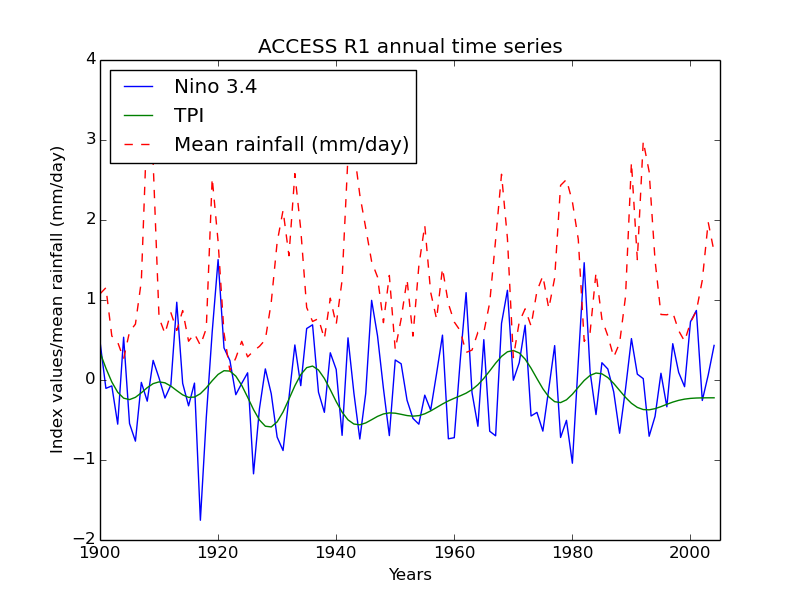 ACCESS R1 annual time series
Nino 3.4
TPI
Mean rainfall (mm/day)
Index values/mean rainfall (mm/day)
4
3
2
1
0
−1
−2
1900 1920 1940 1960 1980 2000
Years